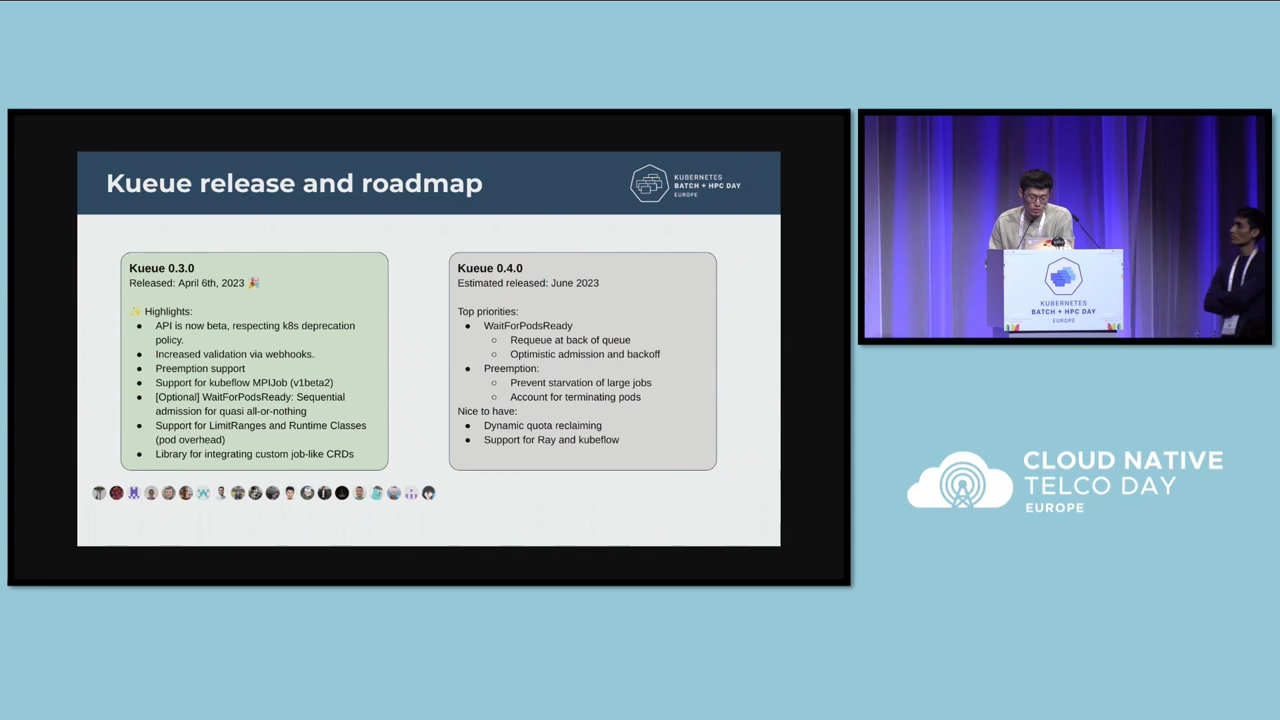 Kueue release and roadmap
KUBERNETES
BATCH + HPC DAY
EUROPE
Kueue 0.3.0
Released: April 6th, 2023 🎉
✨ Highlights:
● API is now beta, respecting k8s deprecation
policy.
● Increased validation via webhooks.
● Preemption support
● Support for kubeflow MPIJob (v1beta2)
● [Optional] WaitForPodsReady: Sequential
admission for quasi all-or-nothing
● Support for LimitRanges and Runtime Classes
(pod overhead)
● Library for integrating custom job-like CRDs
Kueue 0.4.0
Estimated released: June 2023
Top priorities:
● WaitForPodsReady
○ Requeue at back of queue
○ Optimistic admission and backoff
● Preemption:
○ Prevent starvation of large jobs
○ Account for terminating pods
Nice to have:
● Dynamic quota reclaiming
● Support for Ray and kubeflow
KUBERNETES
BATCH + HPC DAY
EUROPE
CLOUD NATIVE
TELCO DAY
EUROPE